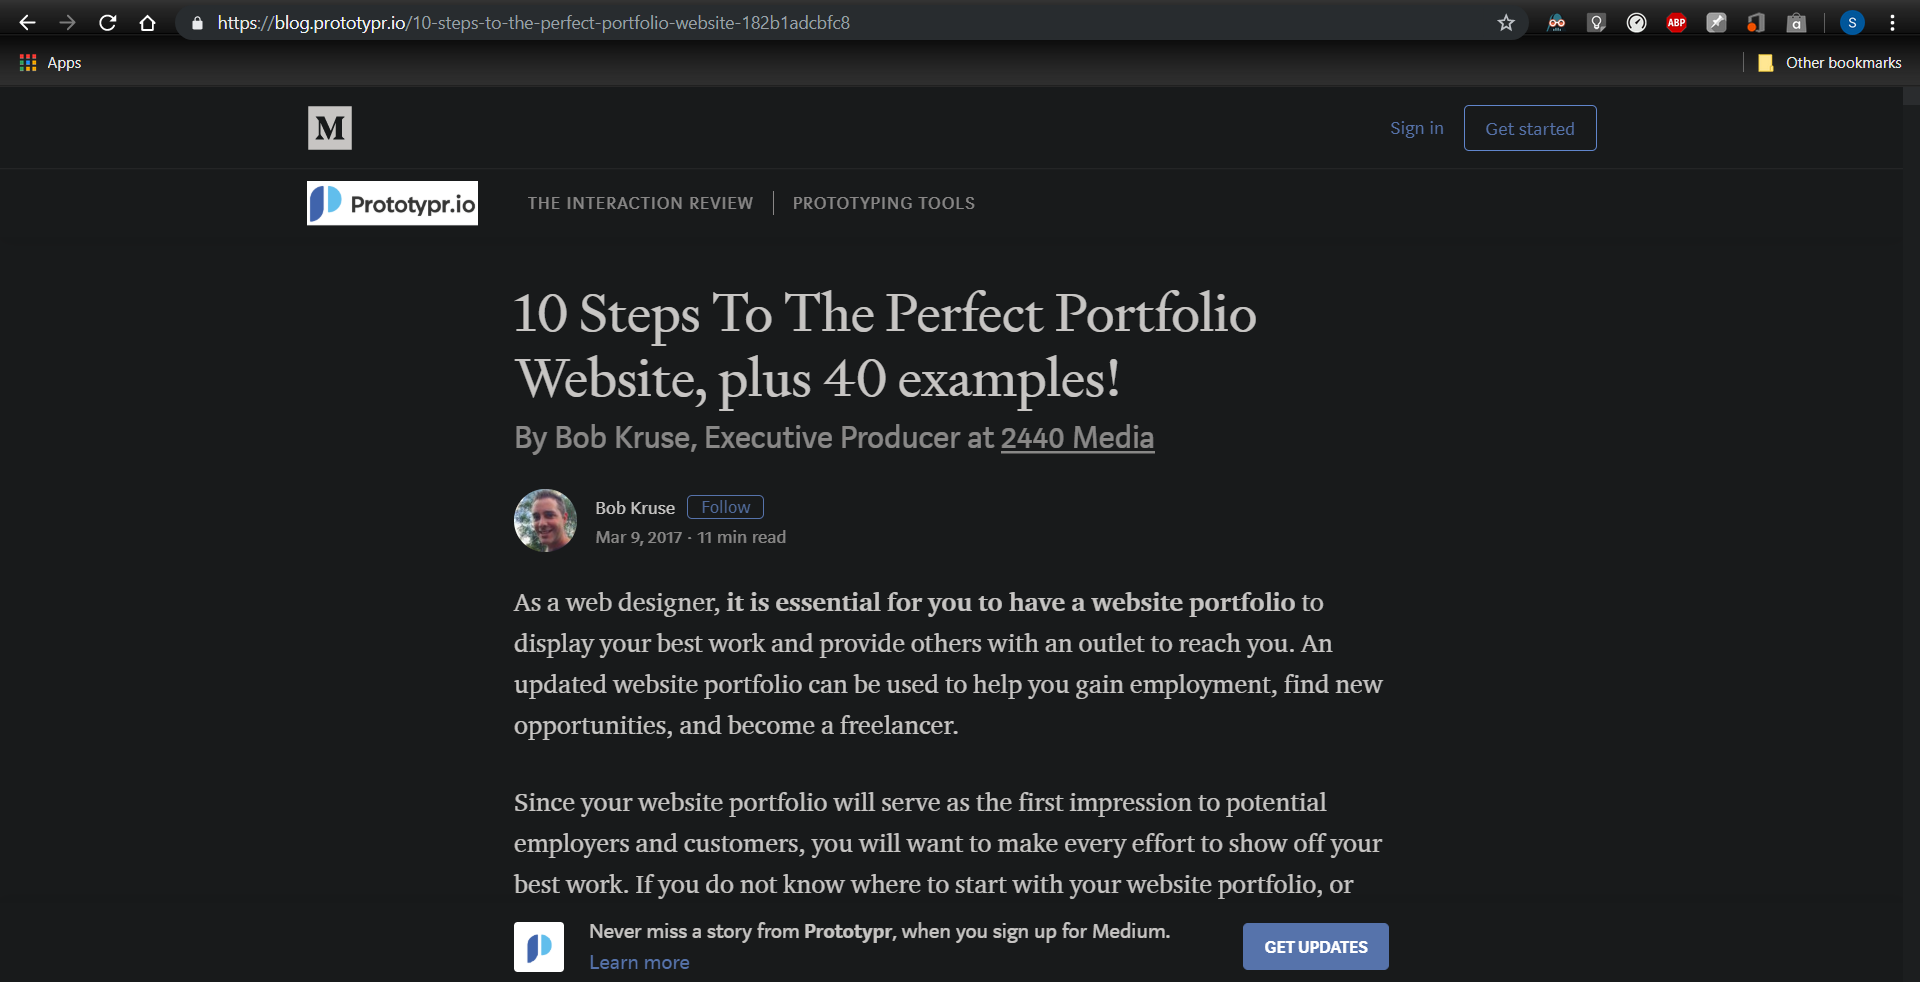 https://blog.prototypr.io/10-steps-to-the-perfect-portfolio-website-182b1adcbfc8
ABP
a
S
Apps
Other bookmarks
M
Sign in
Get started
Prototypr.io
THE INTERACTION REVIEW
PROTOTYPING TOOLS
10 Steps To The Perfect Portfolio
Website, plus 40 examples!
By Bob Kruse, Executive Producer at 2440 Media
Bob Kruse
Follow
Mar 9, 2017 · 11 min read
As a web designer, it is essential for you to have a website portfolio to
display your best work and provide others with an outlet to reach you. An
updated website portfolio can be used to help you gain employment, find new
opportunities, and become a freelancer.
Since your website portfolio will serve as the first impression to potential
employers and customers, you will want to make every effort to show off your
best work. If you do not know where to start with your website portfolio, or
Never miss a story from Prototypr, when you sign up for Medium.
Learn more
GET UPDATES